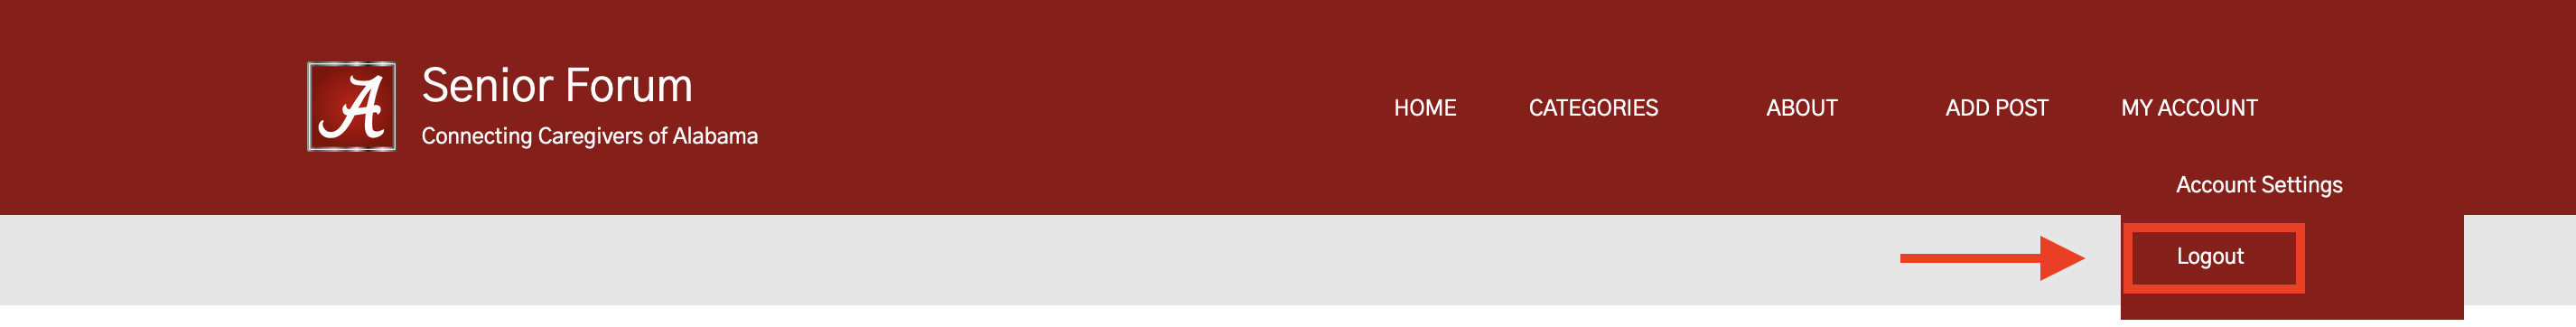 A
Senior Forum
Connecting Caregivers of Alabama
HOME CATEGORIES ABOUT ADD POST MY ACCOUNT
Account Settings
Logout